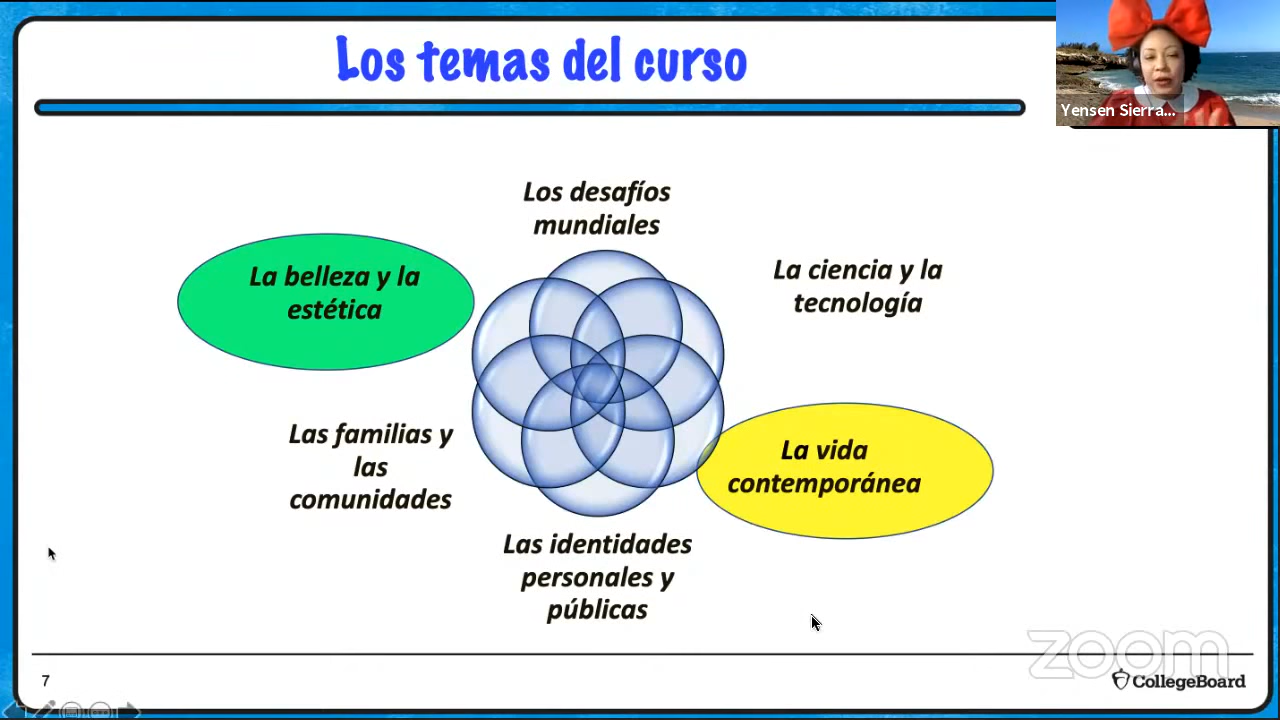 Los temas del curso
Yensen Sierra...
Los desafíos
mundiales
La belleza y la
estética
La ciencia y la
tecnología
Las familias y
las
comunidades
La vida
contemporánea
Las identidades
personales y
públicas
zoom
7
CollegeBoard